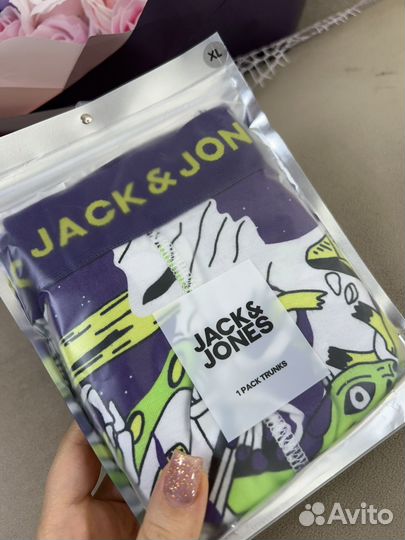 XL
JACK & JON
JACK&
JONES
1 PACK TRUNKS
Avito